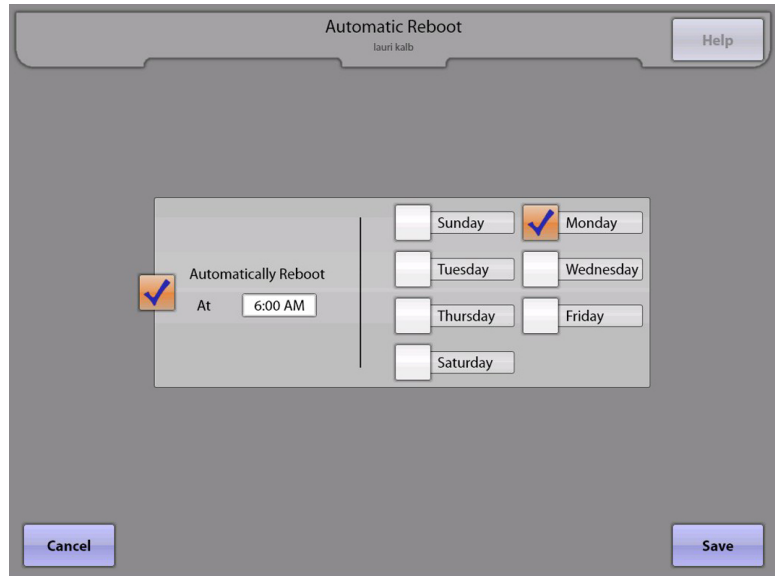 Automatic Reboot
lauri kalb
Help
Sunday
Monday
Automatically Reboot
Tuesday
Wednesday
At 6:00 AM
Thursday
Friday
Saturday
Cancel
Save